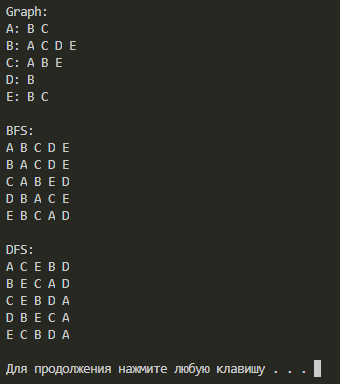 Graph:
A: B C
B: A C D E
C: A B E
D: B
E: B C
BFS:
A B C D E
B A C D E
C A B E D
D B A C E
E B C A D
DFS:
A C E B D
B E C A D
C E B D A
D B E C A
E C B D A
Для продолжения нажмите любую клавишу . . .